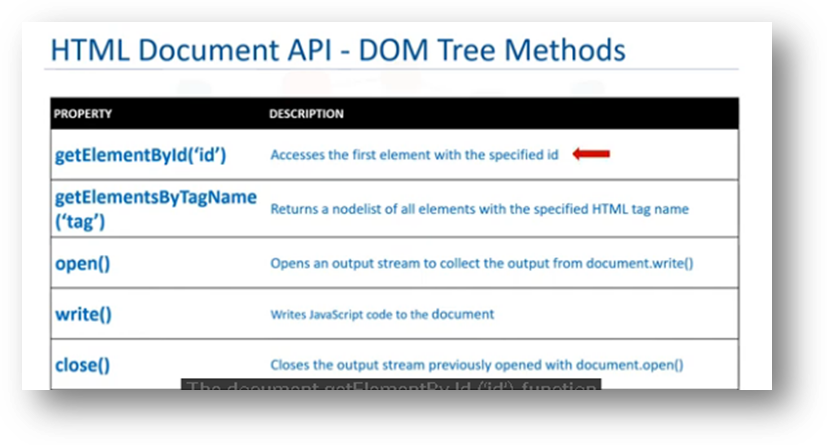 HTML Document API - DOM Tree Methods
PROPERTY DESCRIPTION
getElementById(‘id’) Accesses the first element with the specified id
getElementsByTagName
(‘tag’) Returns a nodelist of all elements with the specified HTML tag name
open() Opens an output stream to collect the output from document.write()
write() Writes JavaScript code to the document
close() Closes the output stream previously opened with document.open()
The document.getElementBy Id (‘id’) function